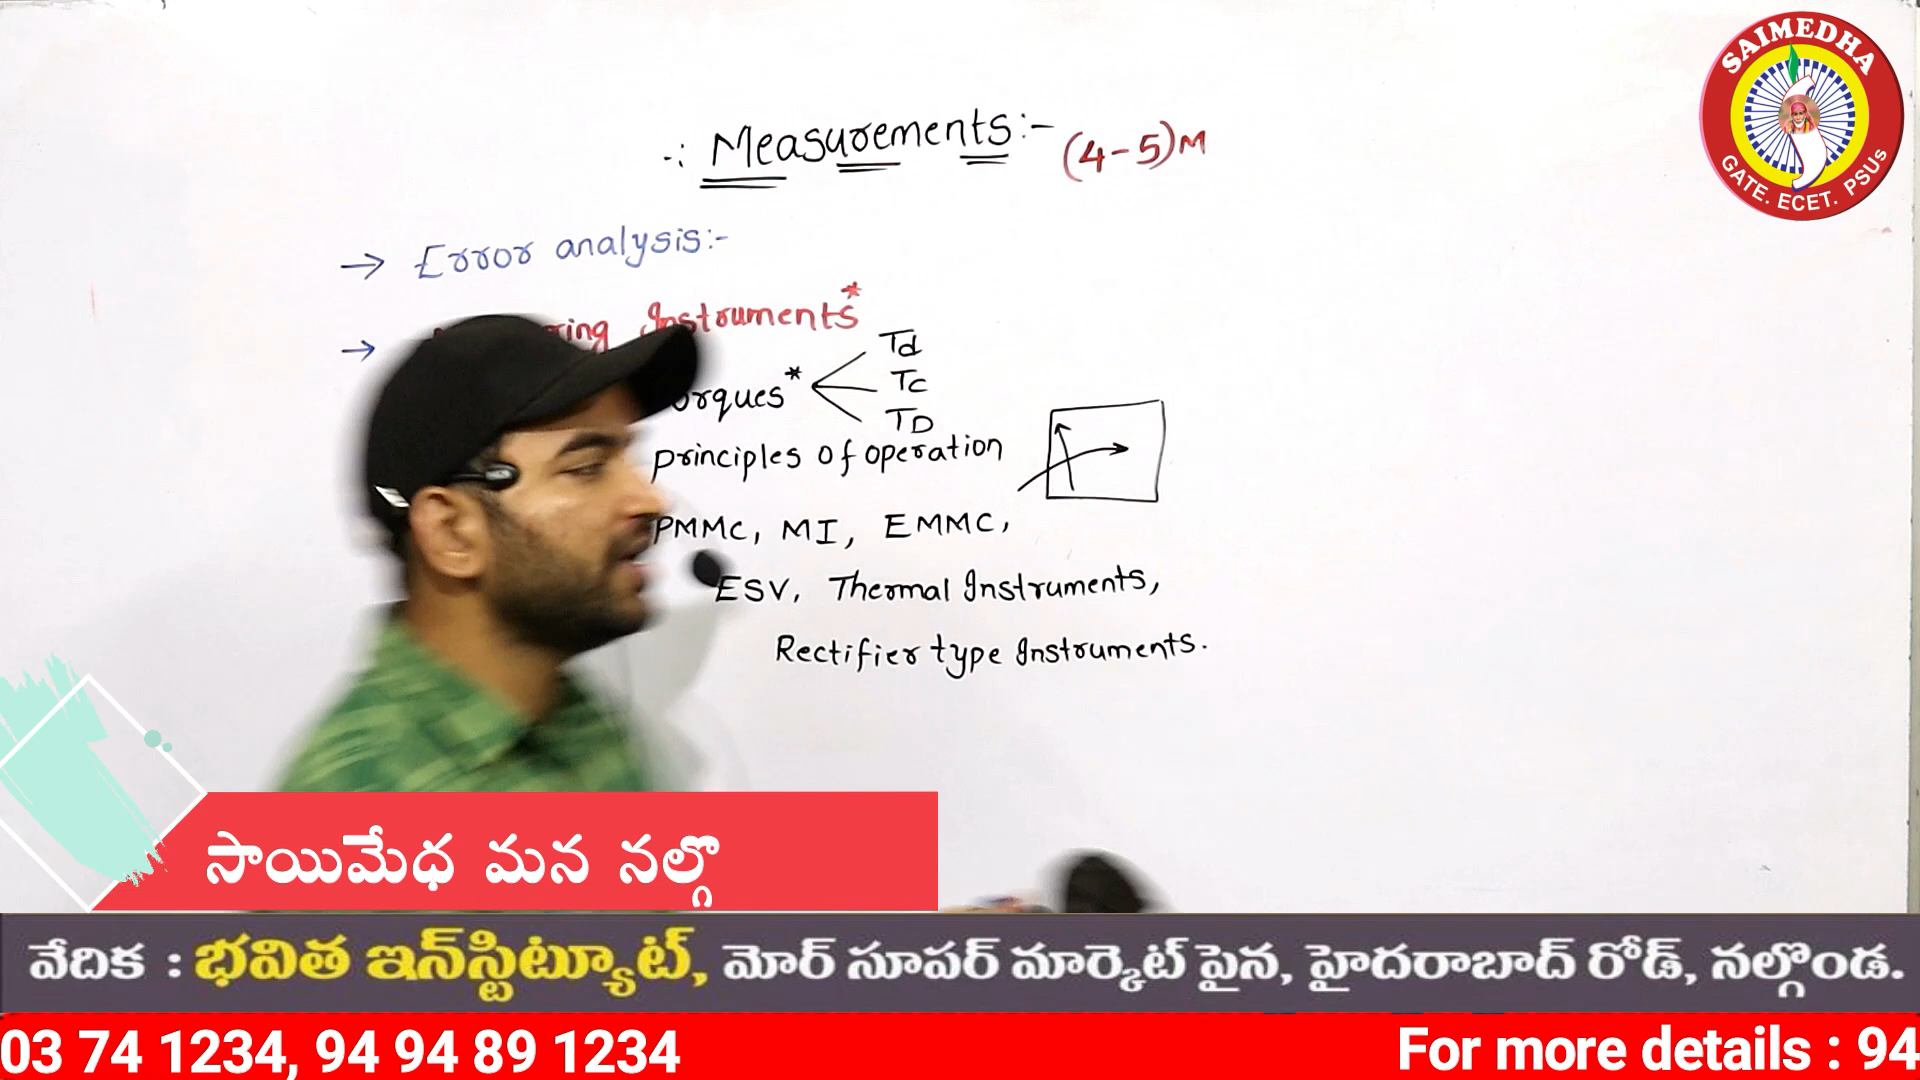 SAIMEDHA
GATE. ECET. PSUs
Measurements:- (4-5)M
→ Error analysis:-
→ Instruments*
Td
Tc
TD
principles of operation
PMMC, MI, EMMC,
ESV, Thermal Instruments,
Rectifier type Instruments.
సాయిమేధ మన నల్గొ
వేదిక : భవిత ఇన్‌స్టిట్యూట్, మోర్ సూపర్ మార్కెట్ పైన, హైదరాబాద్ రోడ్, నల్గొండ.
03 74 1234, 94 94 89 1234 For more details : 94